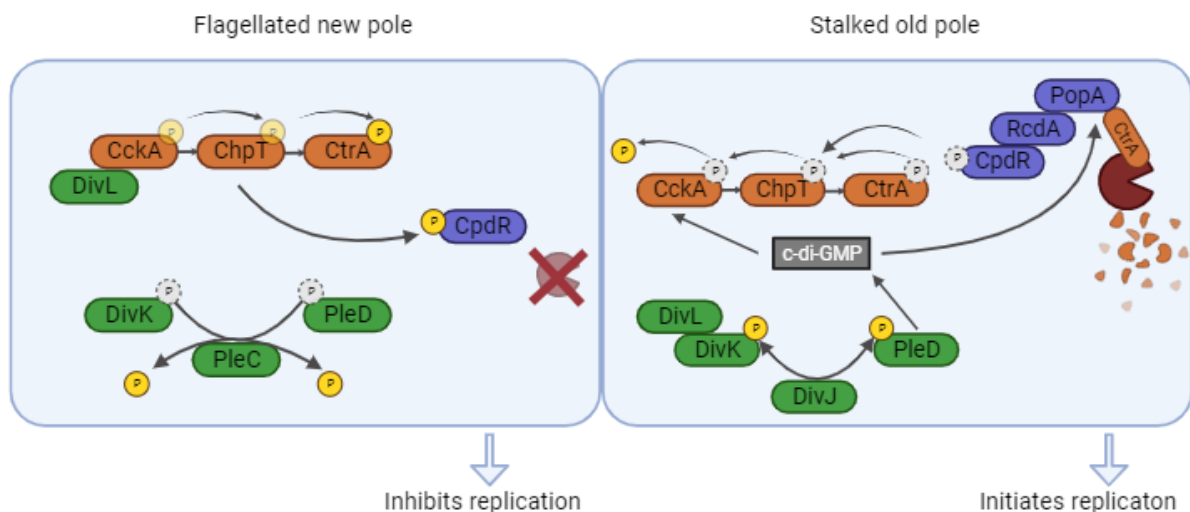 Flagellated new pole
Stalked old pole
P
P
P
CckA
ChpT
CtrA
DivL
P
CpdR
P
P
DivK
PleD
PleC
P
P
PopA
RcdA
CtrA
P
CpdR
P
P
P
P
CckA
ChpT
CtrA
c-di-GMP
DivL
P
P
DivK
PleD
DivJ
Inhibits replication
Initiates replicaton